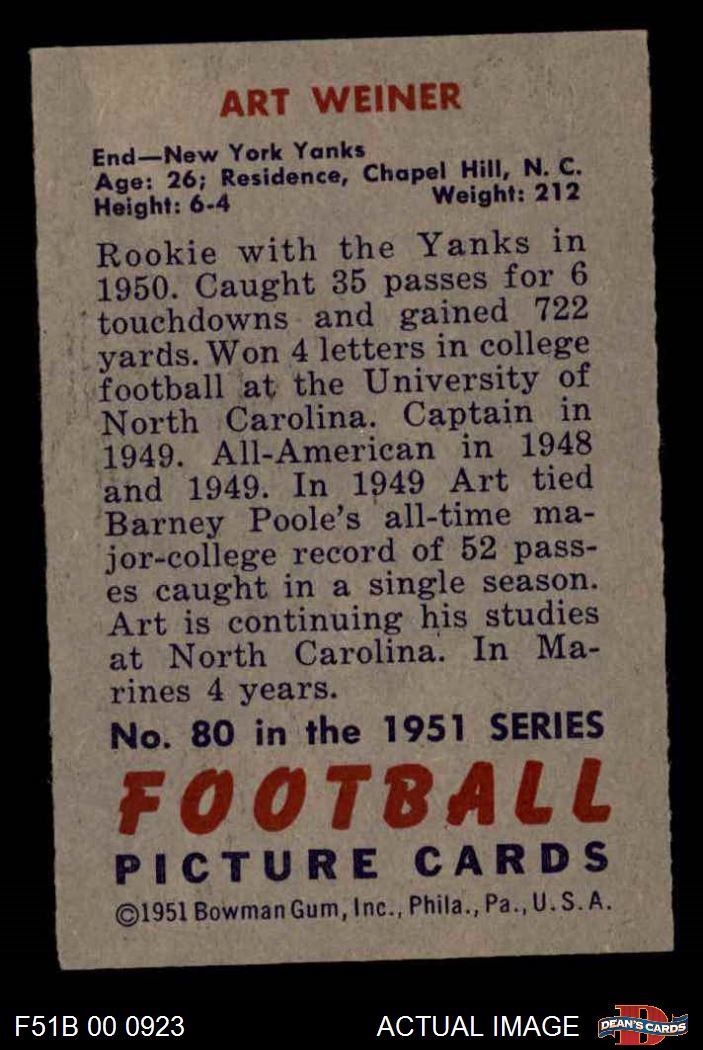 ART WEINER
End—New York Yanks
Age: 26; Residence, Chapel Hill, N. C.
Height: 6-4 Weight: 212
Rookie with the Yanks in
1950. Caught 35 passes for 6
touchdowns and gained 722
yards. Won 4 letters in college
football at the University of
North Carolina. Captain in
1949. All-American in 1948
and 1949. In 1949 Art tied
Barney Poole's all-time ma-
jor-college record of 52 pass-
es caught in a single season.
Art is continuing his studies
at North Carolina. In Ma-
rines 4 years.
No. 80 in the 1951 SERIES
FOOTBALL
PICTURE CARDS
©1951 Bowman Gum, Inc., Phila., Pa., U. S. A.
F51B 00 0923 ACTUAL IMAGE D DEAN'S CARDS